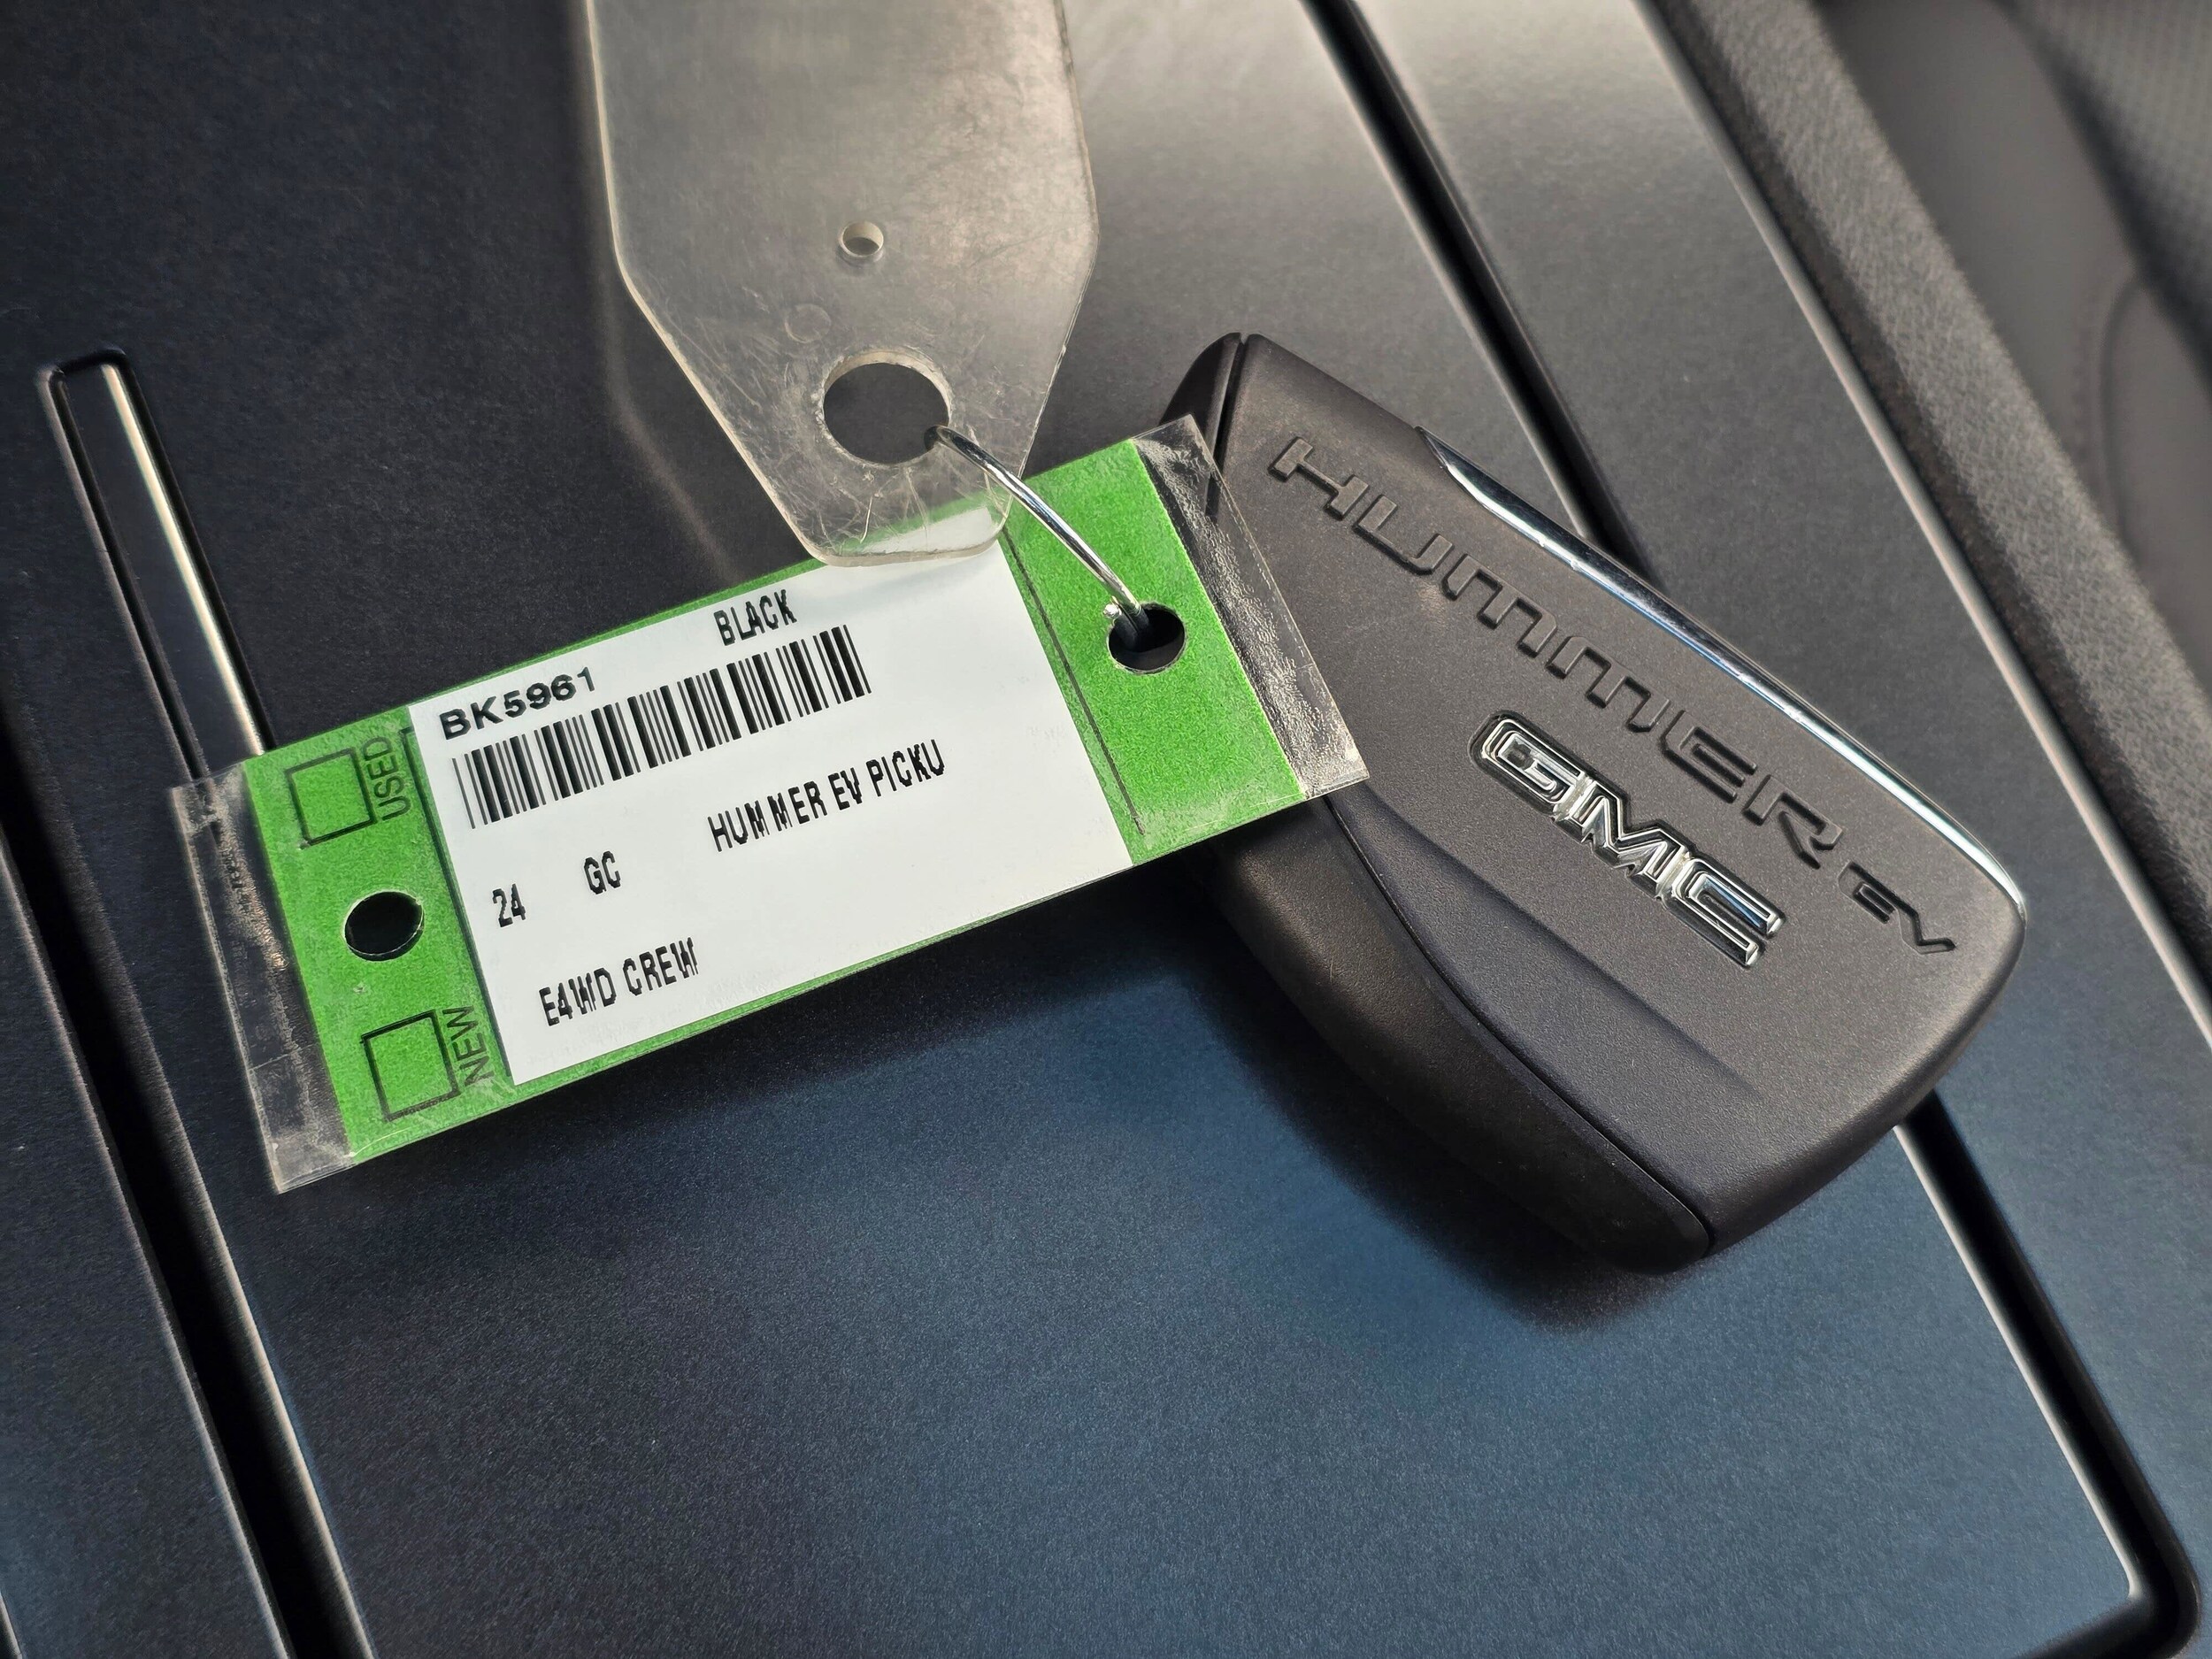 BLACK
BK5961
USED
24 GC HUMMER EV PICKU
E4WD CREW
NEW
HUMMER EV
GMC